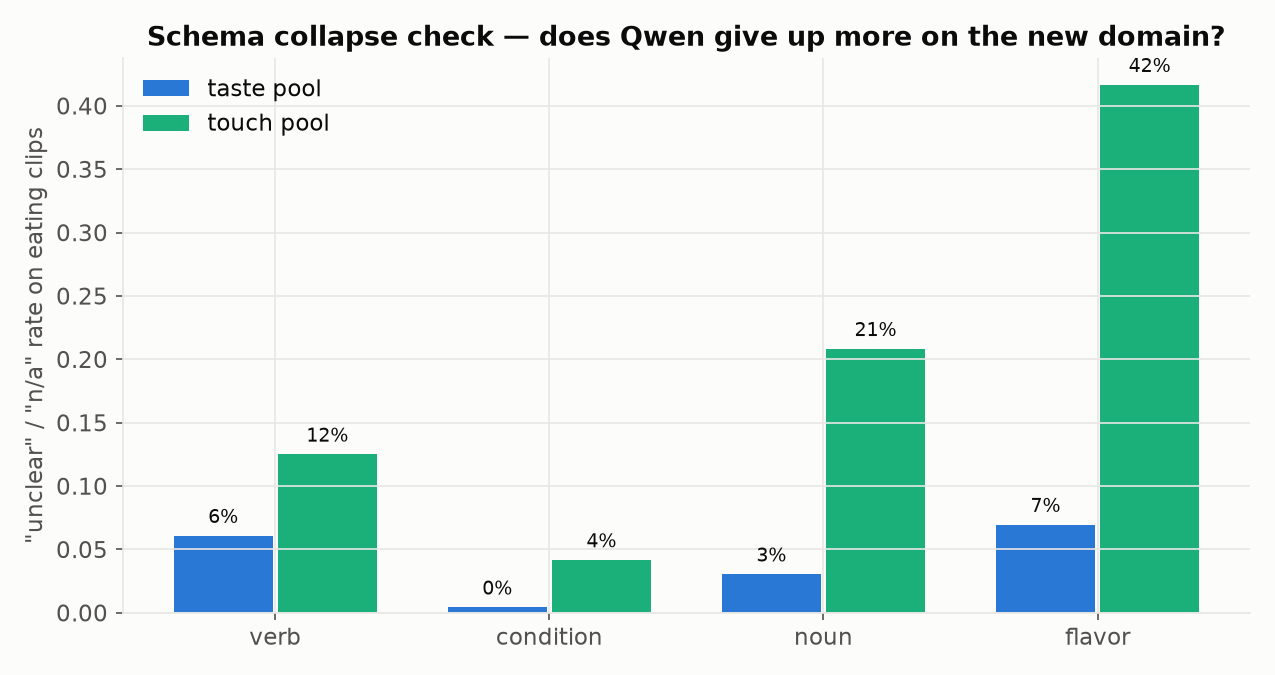 Schema collapse check — does Qwen give up more on the new domain?
taste pool
touch pool
"unclear" / "n/a" rate on eating clips
0.40
0.35
0.30
0.25
0.20
0.15
0.10
0.05
0.00
6%
12%
0%
4%
3%
21%
7%
42%
verb
condition
noun
flavor